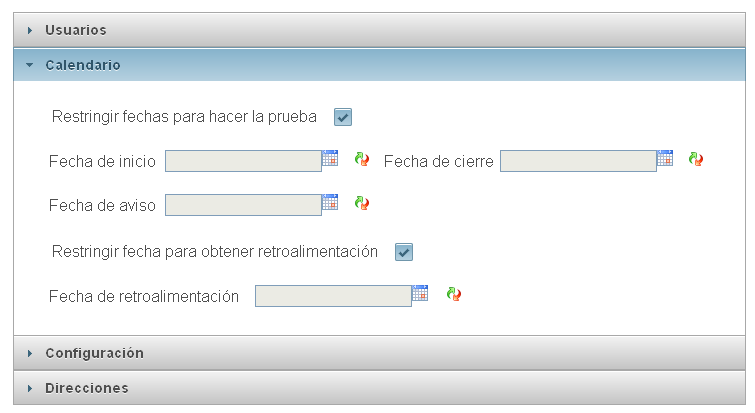 Usuarios
Calendario
Restringir fechas para hacer la prueba
Fecha de inicio Fecha de cierre
Fecha de aviso
Restringir fecha para obtener retroalimentación
Fecha de retroalimentación
Configuración
Direcciones